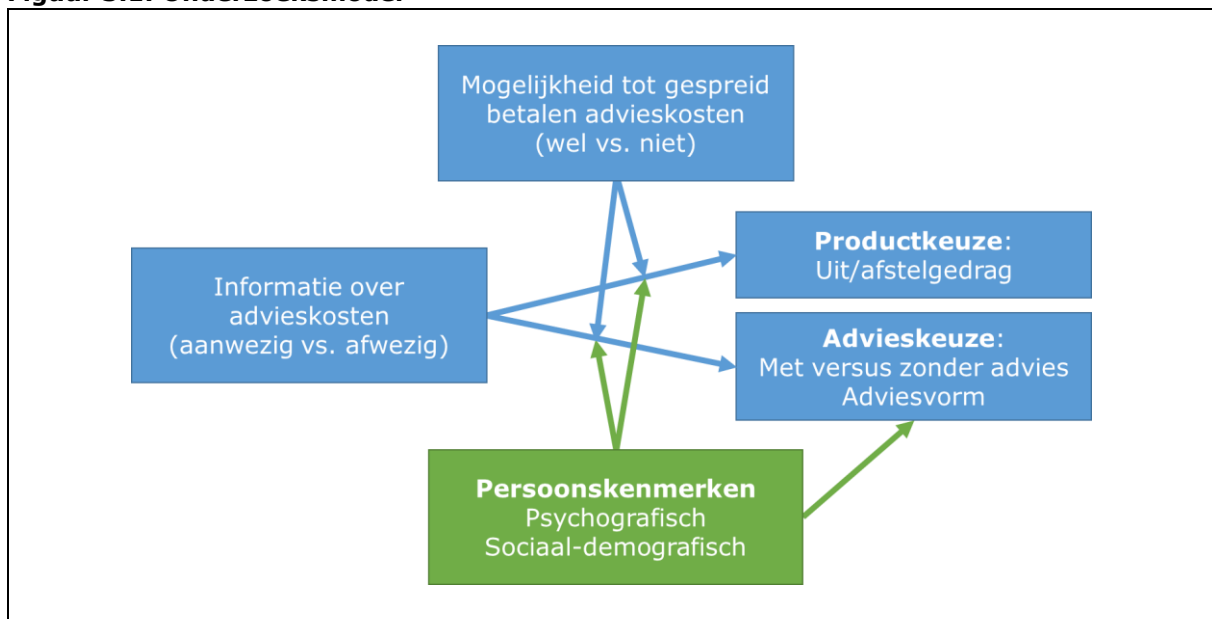 Mogelijkheid tot gespreid
betalen advieskosten
(wel vs. niet)
Informatie over
advieskosten
(aanwezig vs. afwezig)
Productkeuze:
Uit/afstelgedrag
Advieskeuze:
Met versus zonder advies
Adviesvorm
Persoonskenmerken
Psychografisch
Sociaal-demografisch